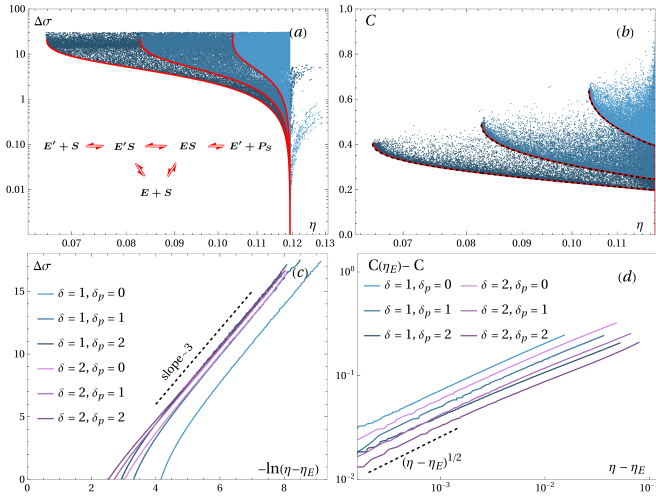 Δσ (a)
100
10
1
0.10
0.01
E′ + S E′S ES E′ + P_S
E + S
η
0.07 0.08 0.09 0.10 0.11 0.12 0.13
C (b)
1.0
0.8
0.6
0.4
0.2
0.0
η
0.07 0.08 0.09 0.10 0.11
Δσ (c)
15
10
5
0
δ = 1, δ_p = 0
δ = 1, δ_p = 1
δ = 1, δ_p = 2
δ = 2, δ_p = 0
δ = 2, δ_p = 1
δ = 2, δ_p = 2
slope~3
−ln(η−η_E)
0 2 4 6 8 10
C(η_E)− C (d)
10⁰
10⁻¹
10⁻²
δ = 1, δ_p = 0 δ = 2, δ_p = 0
δ = 1, δ_p = 1 δ = 2, δ_p = 1
δ = 1, δ_p = 2 δ = 2, δ_p = 2
(η − η_E)^{1/2}
η − η_E
10⁻³ 10⁻²